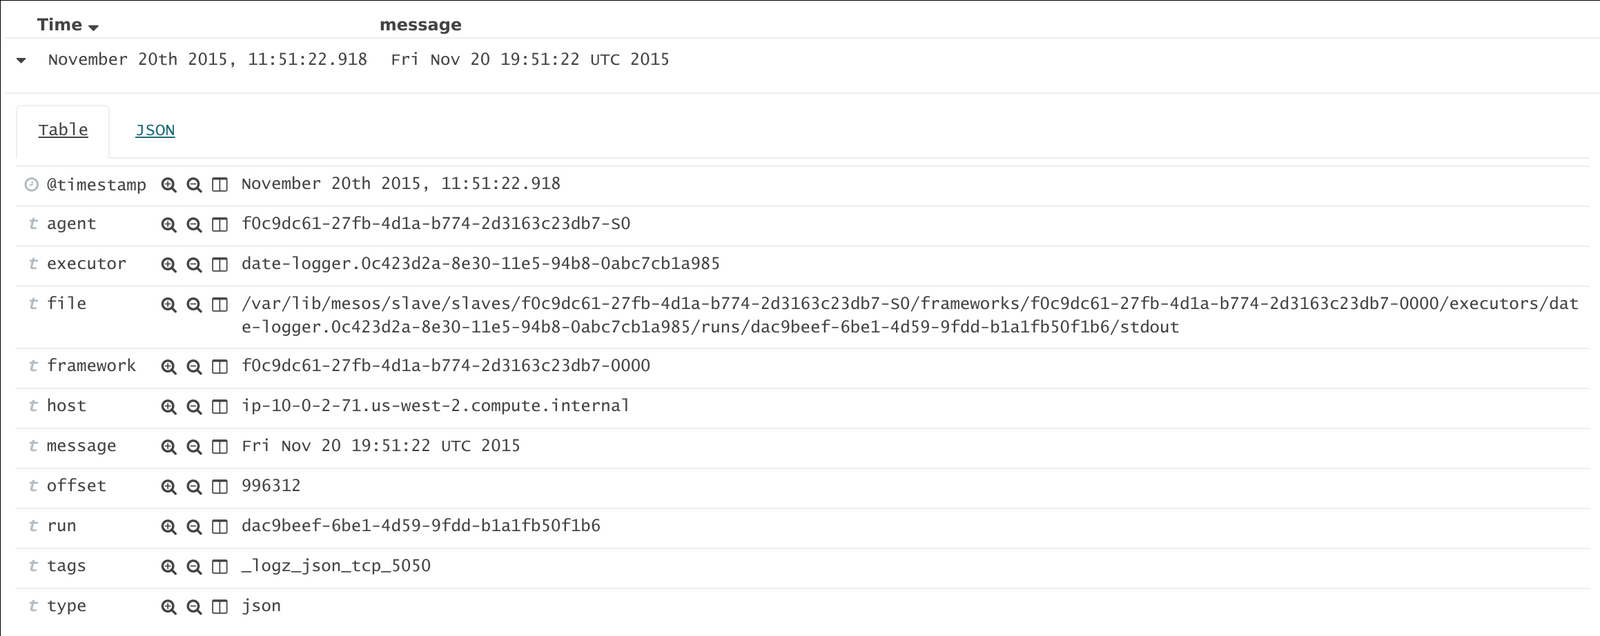 Time message
November 20th 2015, 11:51:22.918 Fri Nov 20 19:51:22 UTC 2015
Table JSON
@timestamp November 20th 2015, 11:51:22.918
t agent f0c9dc61-27fb-4d1a-b774-2d3163c23db7-S0
t executor date-logger.0c423d2a-8e30-11e5-94b8-0abc7cb1a985
t file /var/lib/mesos/slave/slaves/f0c9dc61-27fb-4d1a-b774-2d3163c23db7-S0/frameworks/f0c9dc61-27fb-4d1a-b774-2d3163c23db7-0000/executors/dat
e-logger.0c423d2a-8e30-11e5-94b8-0abc7cb1a985/runs/dac9beef-6be1-4d59-9fdd-b1a1fb50f1b6/stdout
t framework f0c9dc61-27fb-4d1a-b774-2d3163c23db7-0000
t host ip-10-0-2-71.us-west-2.compute.internal
t message Fri Nov 20 19:51:22 UTC 2015
t offset 996312
t run dac9beef-6be1-4d59-9fdd-b1a1fb50f1b6
t tags _logz_json_tcp_5050
t type json